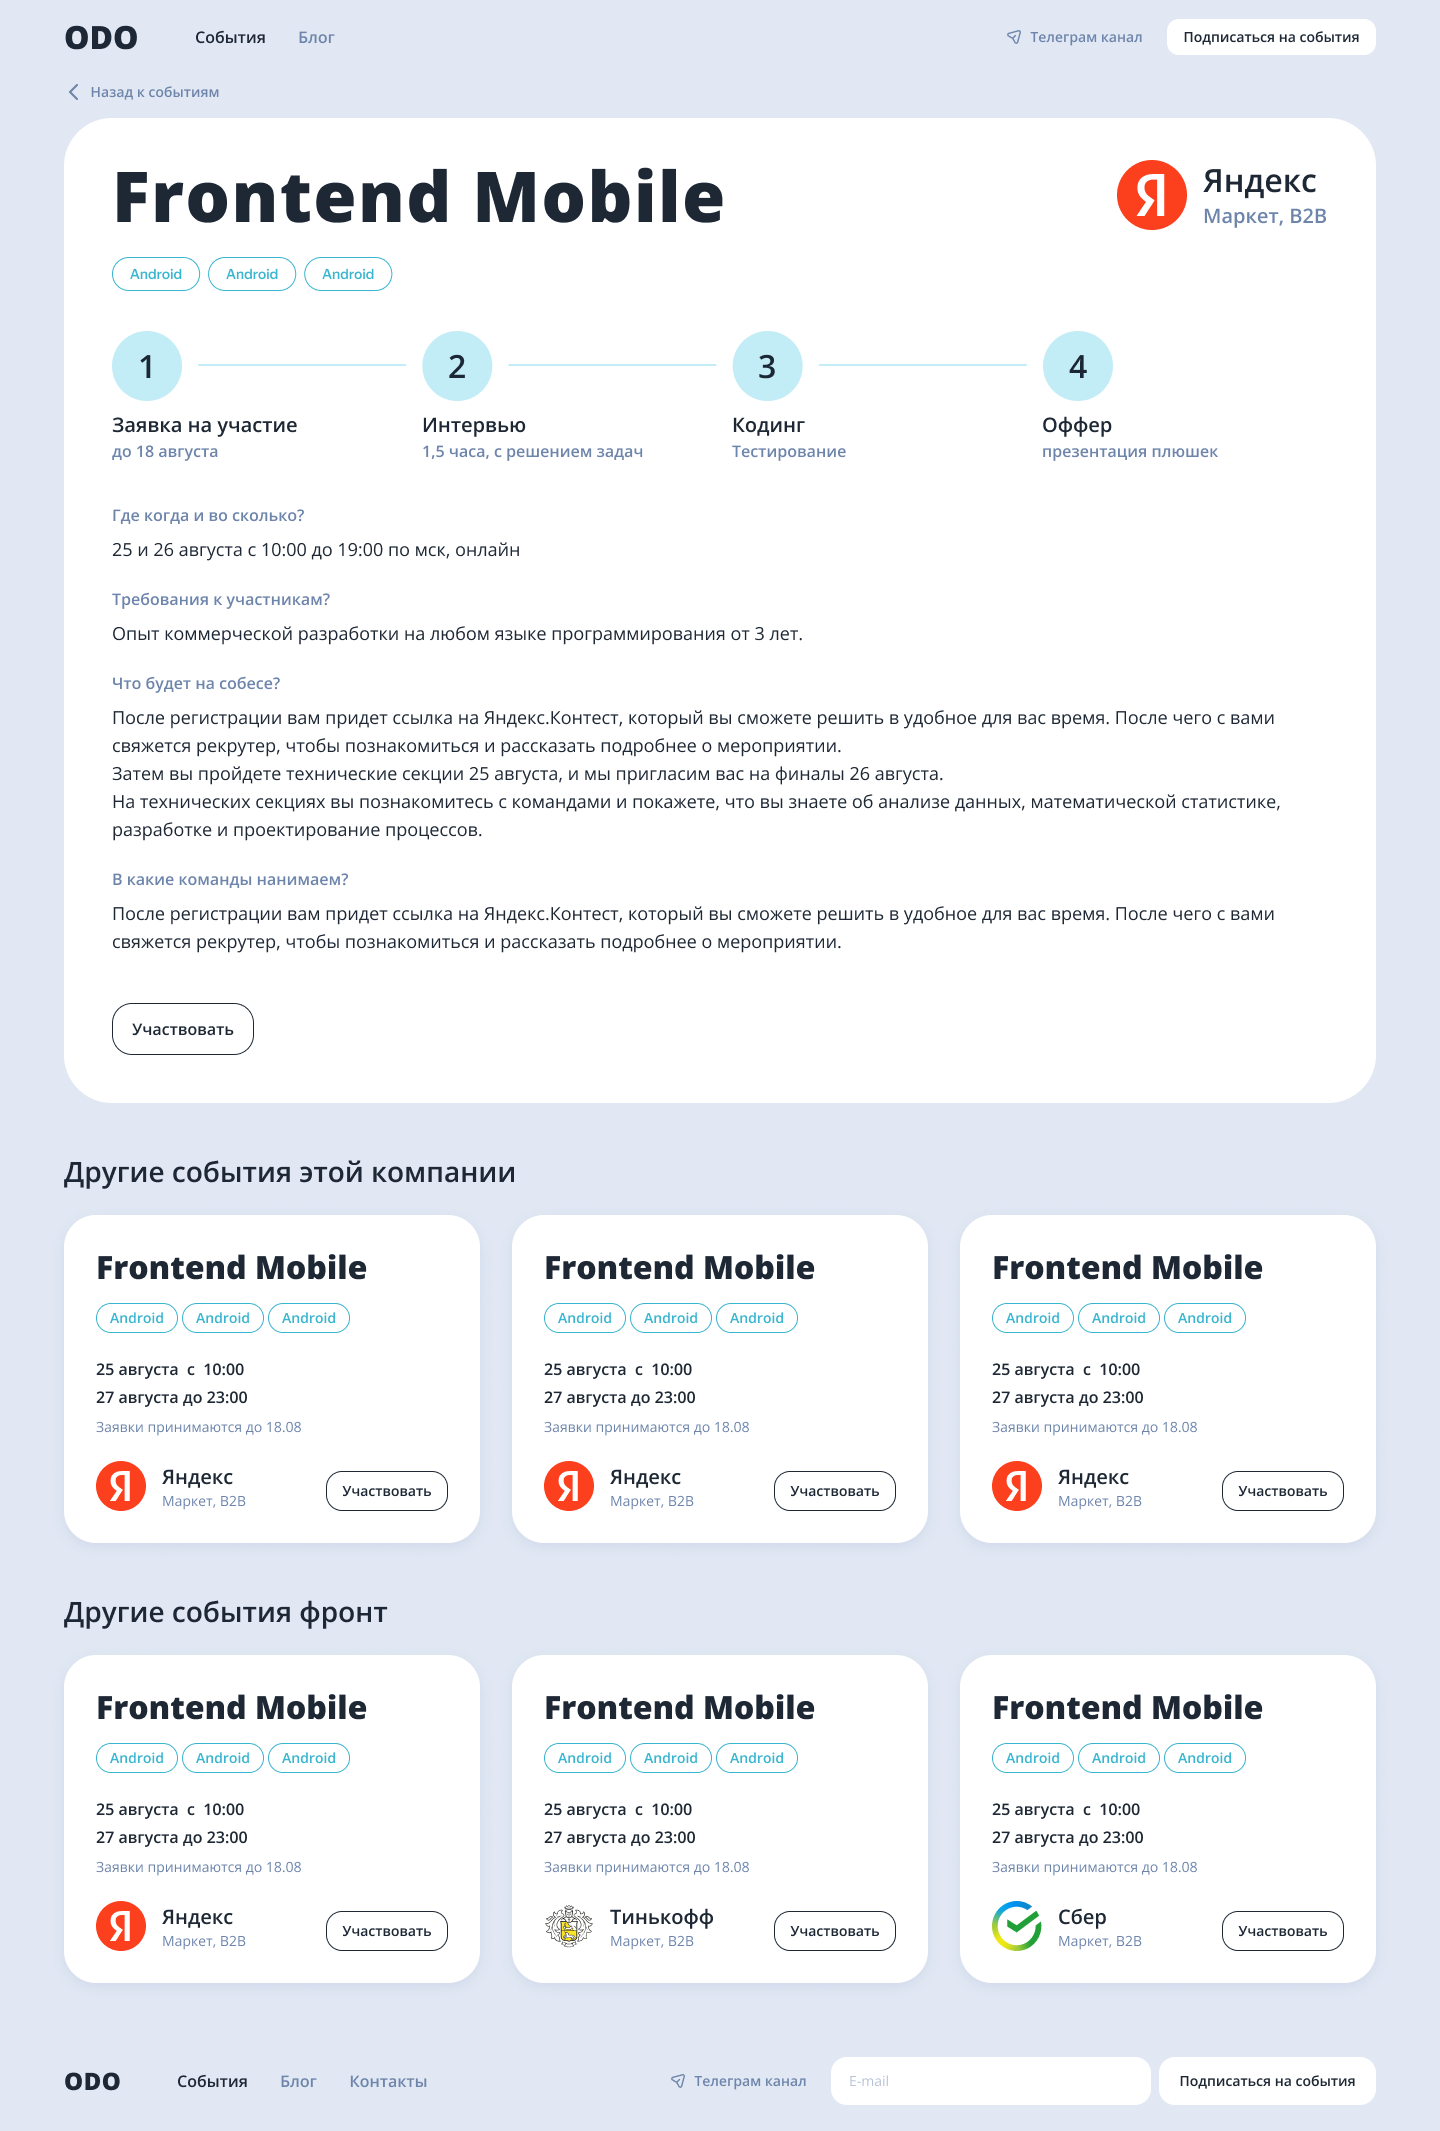 ODO События Блог Телеграм канал Подписаться на события
Назад к событиям
Frontend Mobile
Я Яндекс
Маркет, B2B
Android Android Android
1 2 3 4
Заявка на участие Интервью Кодинг Оффер
до 18 августа 1,5 часа, с решением задач Тестирование презентация плюшек
Где когда и во сколько?
25 и 26 августа с 10:00 до 19:00 по мск, онлайн
Требования к участникам?
Опыт коммерческой разработки на любом языке программирования от 3 лет.
Что будет на собесе?
После регистрации вам придет ссылка на Яндекс.Контест, который вы сможете решить в удобное для вас время. После чего с вами
свяжется рекрутер, чтобы познакомиться и рассказать подробнее о мероприятии.
Затем вы пройдете технические секции 25 августа, и мы пригласим вас на финалы 26 августа.
На технических секциях вы познакомитесь с командами и покажете, что вы знаете об анализе данных, математической статистике,
разработке и проектирование процессов.
В какие команды нанимаем?
После регистрации вам придет ссылка на Яндекс.Контест, который вы сможете решить в удобное для вас время. После чего с вами
свяжется рекрутер, чтобы познакомиться и рассказать подробнее о мероприятии.
Участвовать
Другие события этой компании
Frontend Mobile Frontend Mobile Frontend Mobile
Android Android Android Android Android Android Android Android Android
25 августа с 10:00 25 августа с 10:00 25 августа с 10:00
27 августа до 23:00 27 августа до 23:00 27 августа до 23:00
Заявки принимаются до 18.08 Заявки принимаются до 18.08 Заявки принимаются до 18.08
Я Яндекс Участвовать Я Яндекс Участвовать Я Яндекс Участвовать
Маркет, B2B Маркет, B2B Маркет, B2B
Другие события фронт
Frontend Mobile Frontend Mobile Frontend Mobile
Android Android Android Android Android Android Android Android Android
25 августа с 10:00 25 августа с 10:00 25 августа с 10:00
27 августа до 23:00 27 августа до 23:00 27 августа до 23:00
Заявки принимаются до 18.08 Заявки принимаются до 18.08 Заявки принимаются до 18.08
Я Яндекс Участвовать Тинькофф Участвовать Сбер Участвовать
Маркет, B2B Маркет, B2B Маркет, B2B
ODO События Блог Контакты Телеграм канал E-mail Подписаться на события